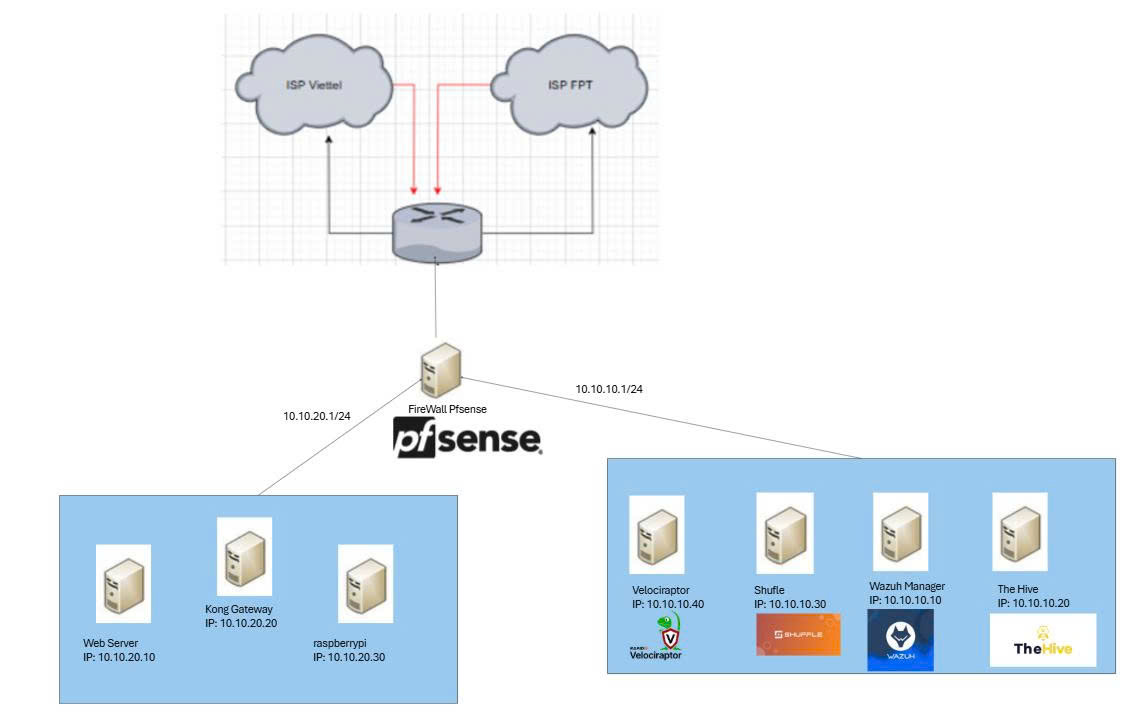 ISP Viettel
ISP FPT
10.10.10.1/24
FireWall Pfsense
10.10.20.1/24
pfsense
Velociraptor
IP: 10.10.10.40
Shufle
IP: 10.10.10.30
Wazuh Manager
IP: 10.10.10.10
The Hive
IP: 10.10.10.20
Kong Gateway
IP: 10.10.20.20
Web Server
IP: 10.10.20.10
raspberrypi
IP: 10.10.20.30
V
Velociraptor
SHUFFLE
WAZUH
TheHive